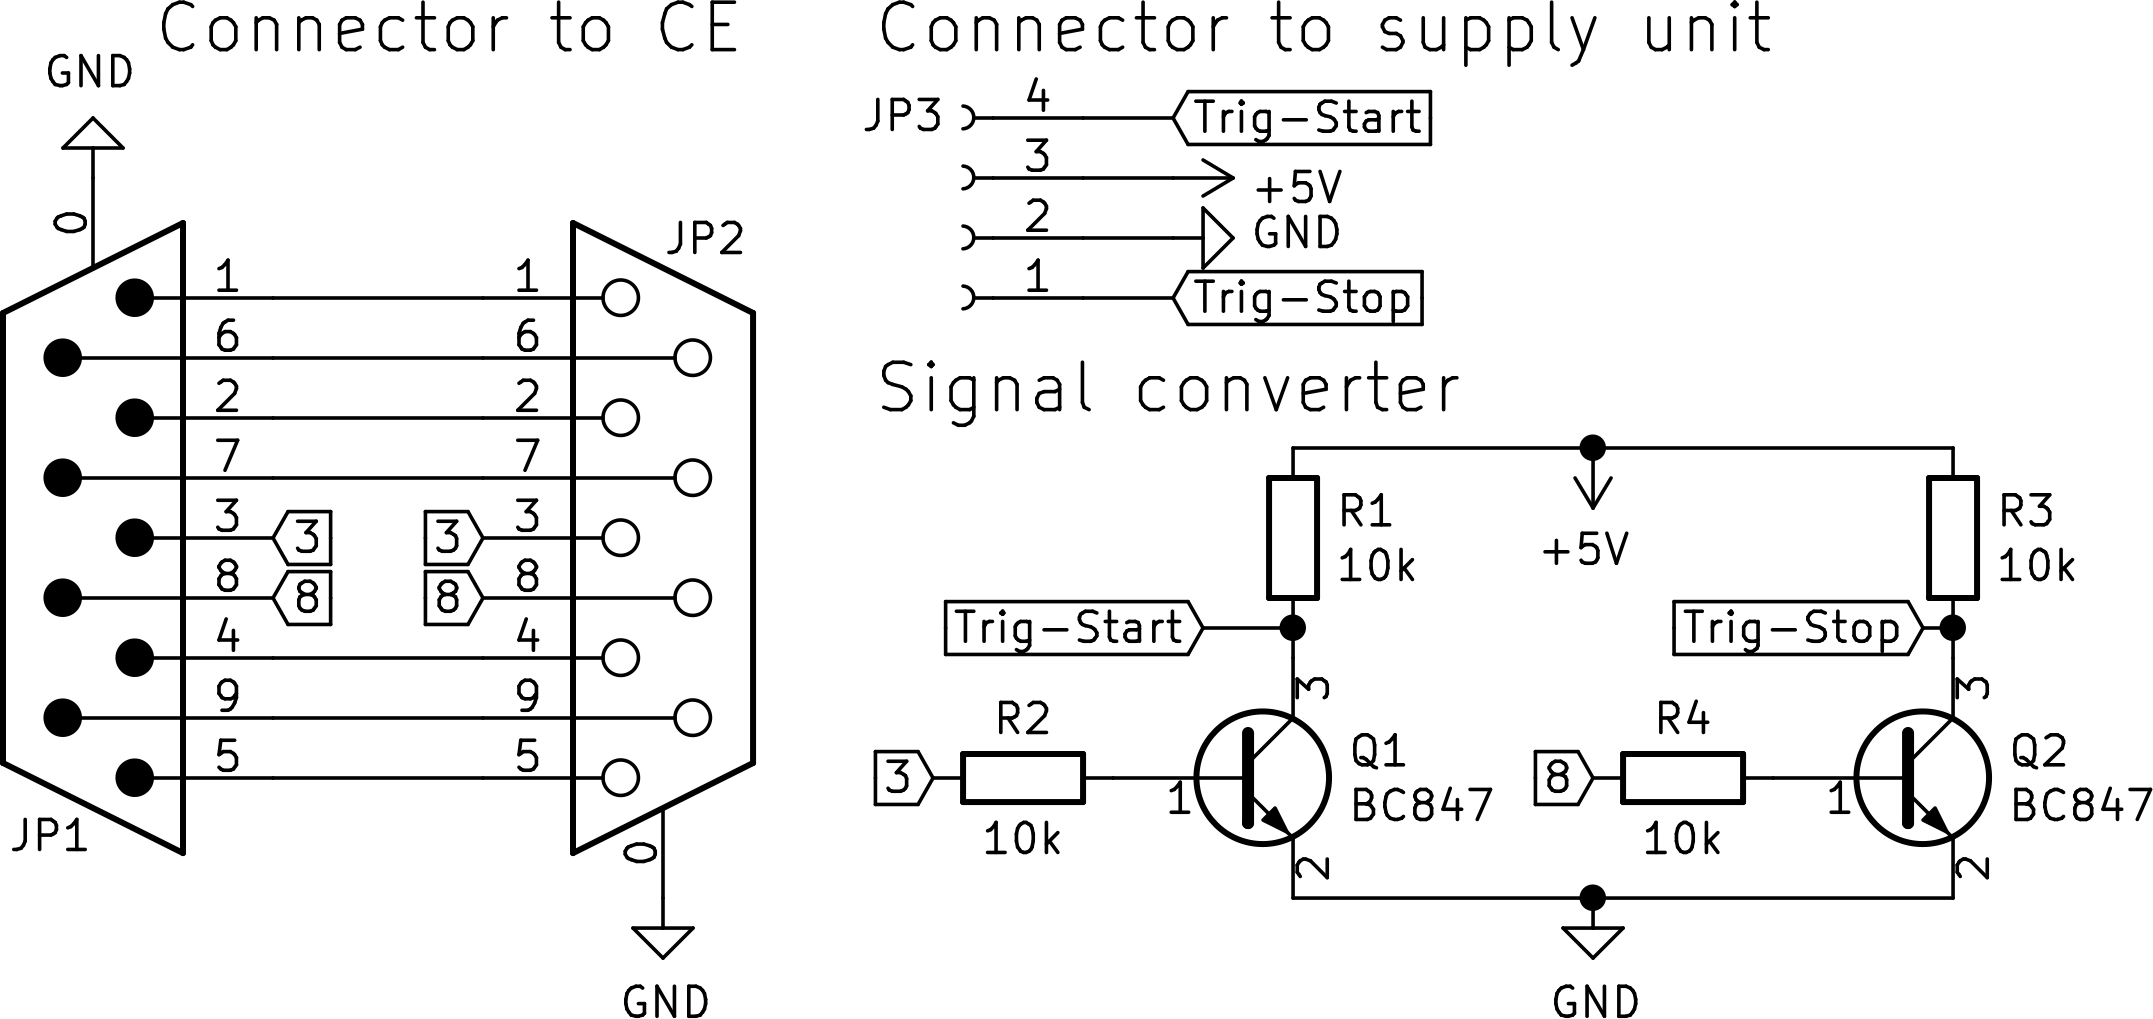 Connector to CE
GND
0
JP1
JP2
1 1
6 6
2 2
7 7
3 3 3 3
8 8 8 8
4 4
9 9
5 5
0
GND
Connector to supply unit
JP3 4 Trig-Start
3 +5V
2 GND
1 Trig-Stop
Signal converter
R1
10k
+5V
R3
10k
Trig-Start
Trig-Stop
3
3
R2
10k
3
1
Q1
BC847
2
R4
10k
8
1
Q2
BC847
2
GND